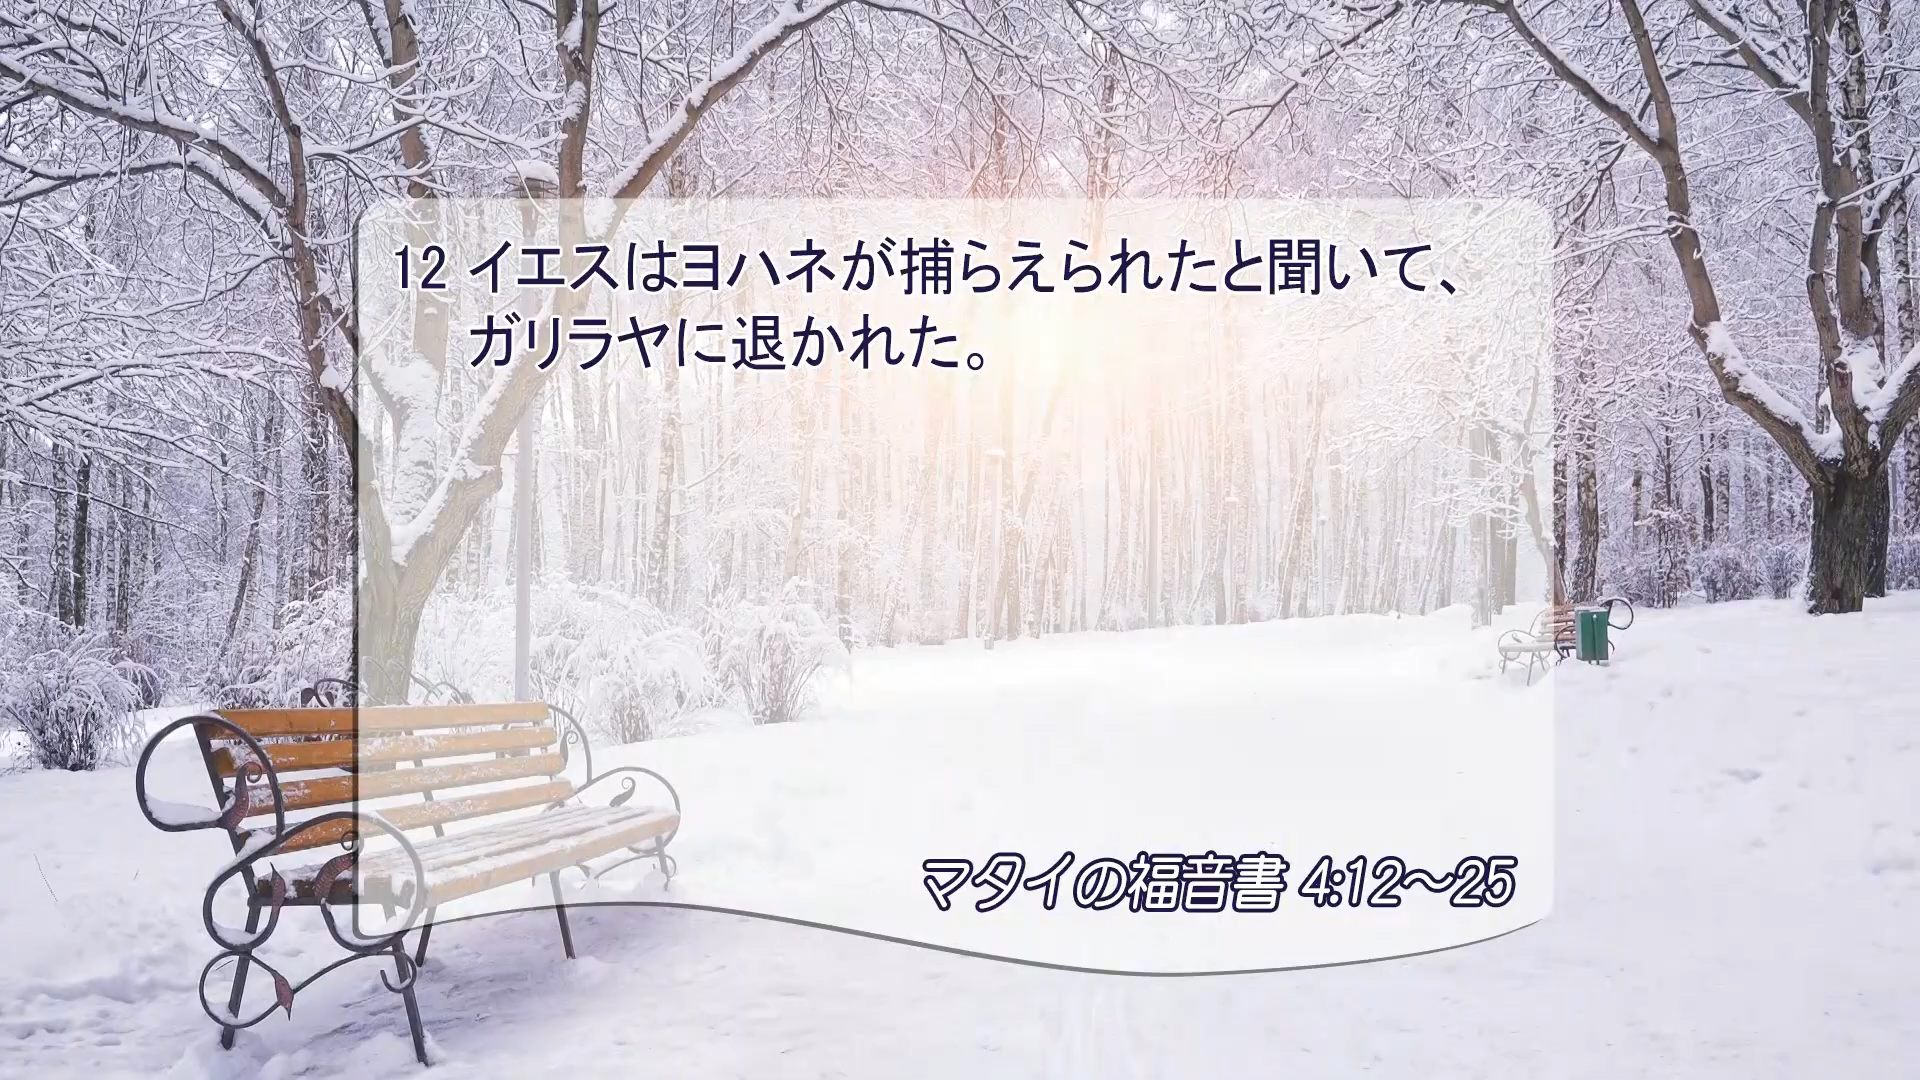 12 イエスはヨハネが捕らえられたと聞いて、
ガリラヤに退かれた。
マタイの福音書 4:12～25